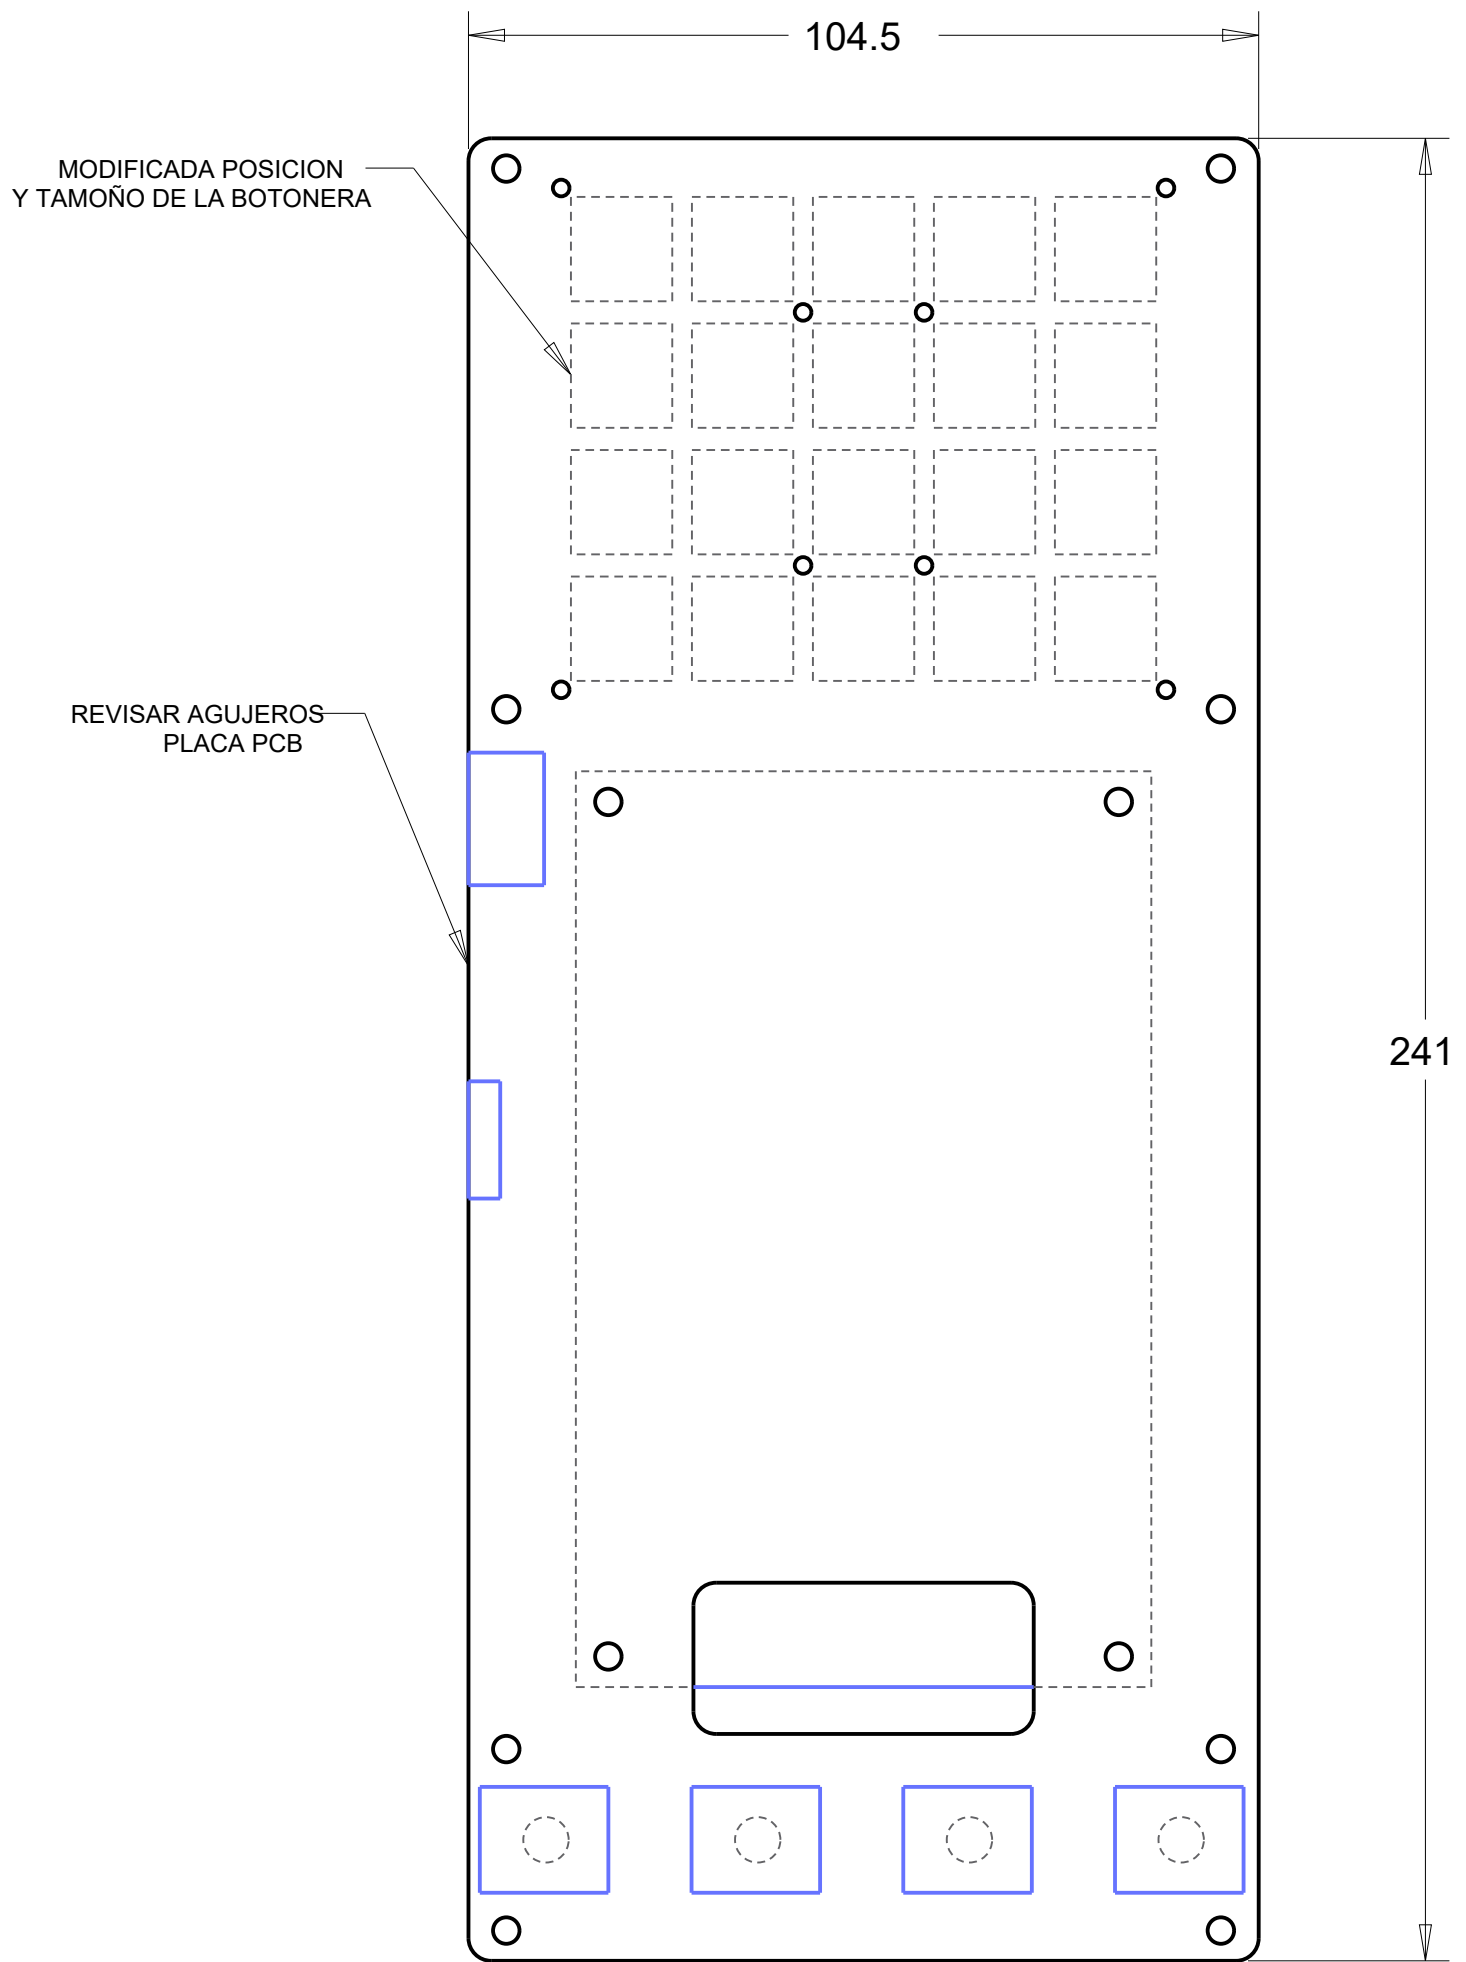 104.5
MODIFICADA POSICION
Y TAMOÑO DE LA BOTONERA
REVISAR AGUJEROS
PLACA PCB
241